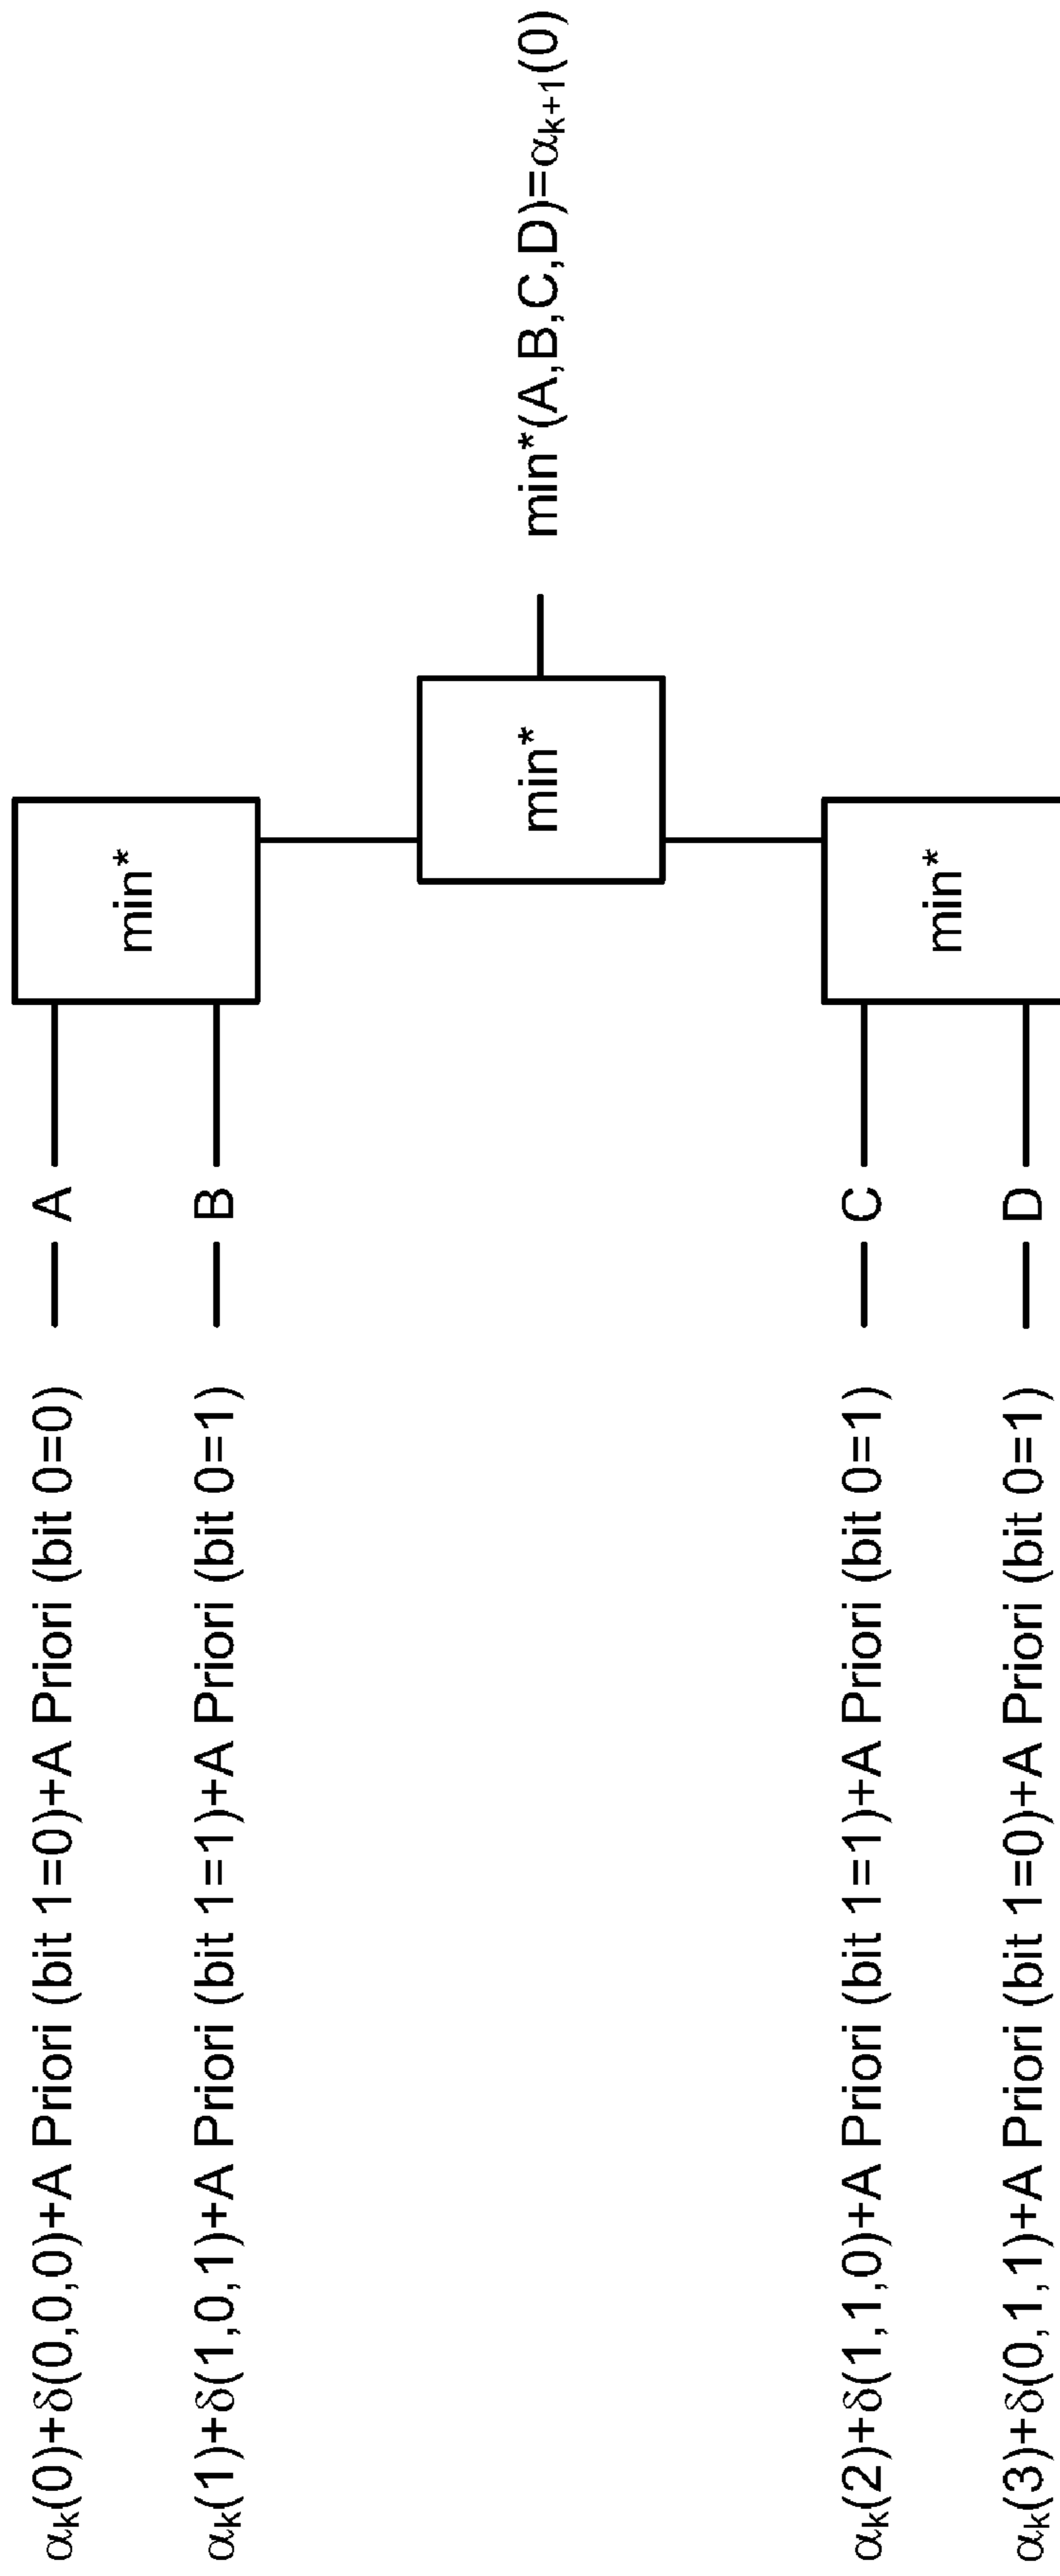 αk(0)+δ(0,0,0)+A Priori (bit 1=0)+A Priori (bit 0=0) — A
αk(1)+δ(1,0,1)+A Priori (bit 1=1)+A Priori (bit 0=1) — B
αk(2)+δ(1,1,0)+A Priori (bit 1=1)+A Priori (bit 0=1) — C
αk(3)+δ(0,1,1)+A Priori (bit 1=0)+A Priori (bit 0=1) — D
min*
min*
min*
min*(A,B,C,D)=αk+1(0)